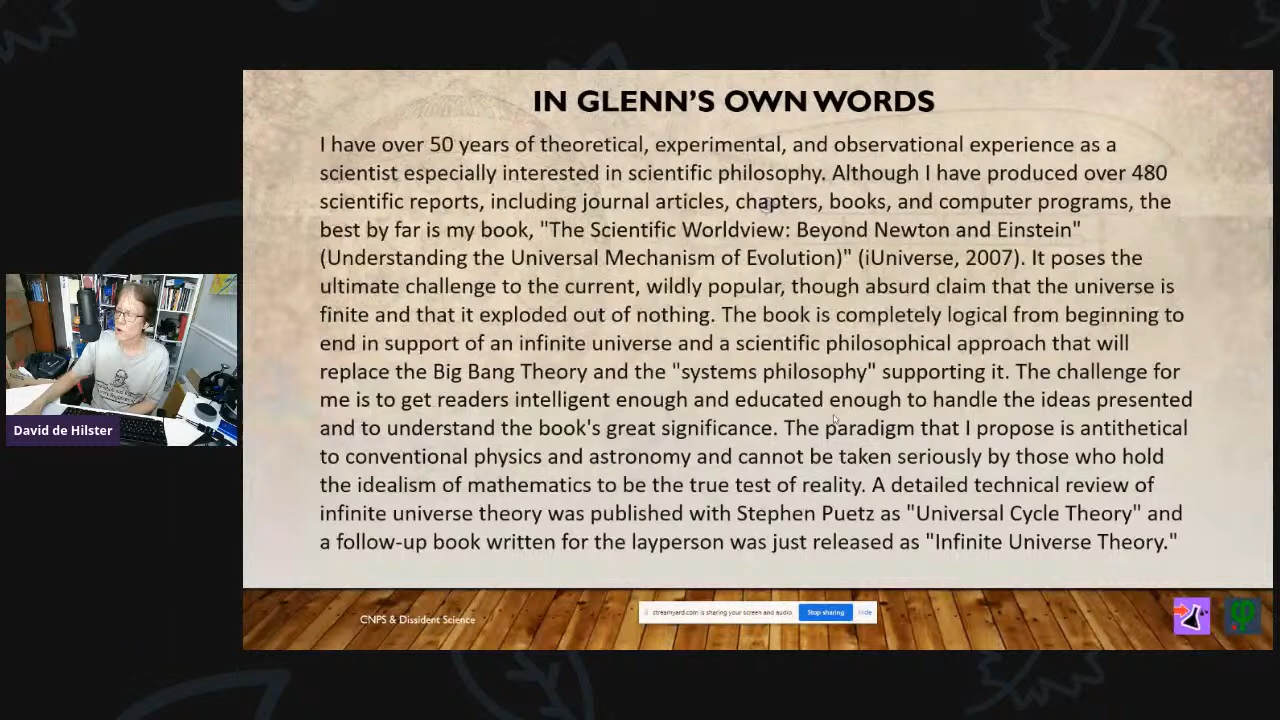 IN GLENN'S OWN WORDS
I have over 50 years of theoretical, experimental, and observational experience as a
scientist especially interested in scientific philosophy. Although I have produced over 480
scientific reports, including journal articles, chapters, books, and computer programs, the
best by far is my book, "The Scientific Worldview: Beyond Newton and Einstein"
(Understanding the Universal Mechanism of Evolution)" (iUniverse, 2007). It poses the
ultimate challenge to the current, wildly popular, though absurd claim that the universe is
finite and that it exploded out of nothing. The book is completely logical from beginning to
end in support of an infinite universe and a scientific philosophical approach that will
replace the Big Bang Theory and the "systems philosophy" supporting it. The challenge for
me is to get readers intelligent enough and educated enough to handle the ideas presented
and to understand the book's great significance. The paradigm that I propose is antithetical
to conventional physics and astronomy and cannot be taken seriously by those who hold
the idealism of mathematics to be the true test of reality. A detailed technical review of
infinite universe theory was published with Stephen Puetz as "Universal Cycle Theory" and
a follow-up book written for the layperson was just released as "Infinite Universe Theory."
David de Hilster
CNPS & Dissident Science
streamyard.com is sharing your screen and audio.
Stop sharing
Hide